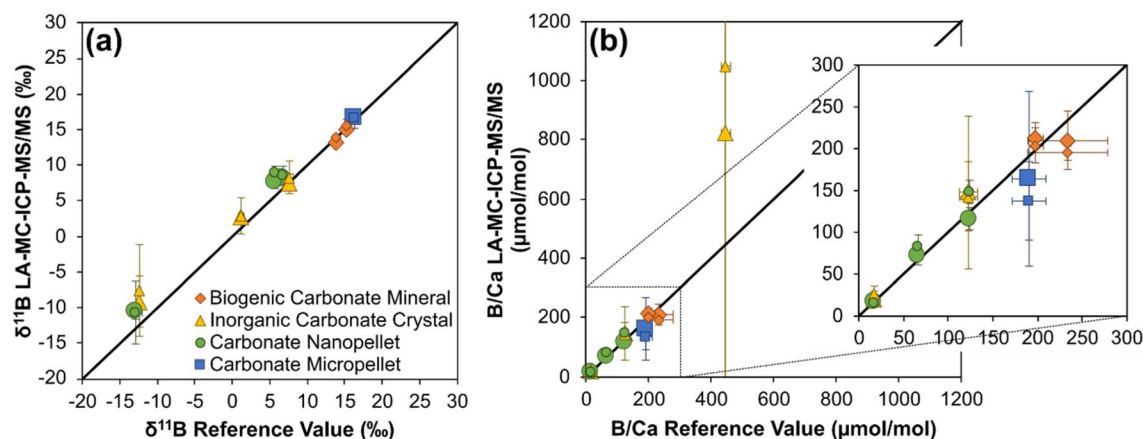 (a)
30
25
20
15
10
5
0
-5
-10
-15
-20
-20 -15 -10 -5 0 5 10 15 20 25 30
δ¹¹B LA-MC-ICP-MS/MS (‰)
δ¹¹B Reference Value (‰)
Biogenic Carbonate Mineral
Inorganic Carbonate Crystal
Carbonate Nanopellet
Carbonate Micropellet
(b)
1200
1000
800
600
400
200
0
0 200 400 600 800 1000 1200
B/Ca LA-MC-ICP-MS/MS
(µmol/mol)
B/Ca Reference Value (µmol/mol)
300
250
200
150
100
50
0
0 50 100 150 200 250 300